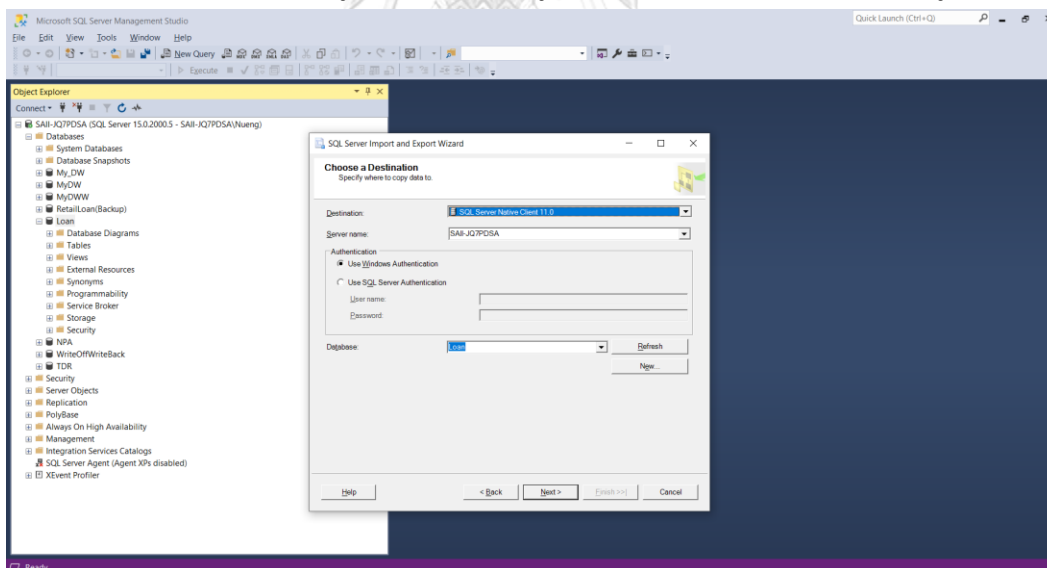 Microsoft SQL Server Management Studio
Quick Launch (Ctrl+Q)
File Edit View Tools Window Help
New Query
Execute
Object Explorer
Connect
SAII-JQ7PDSA (SQL Server 15.0.2000.5 - SAII-JQ7PDSA\Nueng)
Databases
System Databases
Database Snapshots
My_DW
MyDW
MyDWW
RetailLoan(Backup)
Loan
Database Diagrams
Tables
Views
External Resources
Synonyms
Programmability
Service Broker
Storage
Security
NPA
WriteOffWriteBack
TDR
Security
Server Objects
Replication
PolyBase
Always On High Availability
Management
Integration Services Catalogs
SQL Server Agent (Agent XPs disabled)
XEvent Profiler
SQL Server Import and Export Wizard
Choose a Destination
Specify where to copy data to.
Destination: SQL Server Native Client 11.0
Server name: SAII-JQ7PDSA
Authentication
Use Windows Authentication
Use SQL Server Authentication
User name:
Password:
Database: Loan Refresh
New...
Help < Back Next > Finish >>| Cancel
Ready